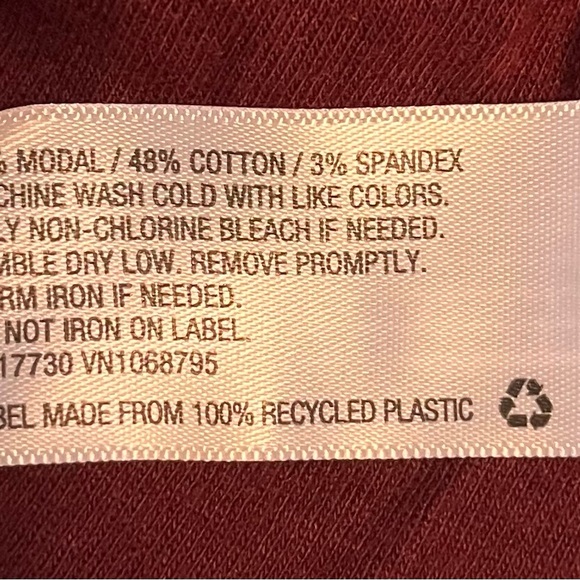 % MODAL / 48% COTTON / 3% SPANDEX
CHINE WASH COLD WITH LIKE COLORS.
LY NON-CHLORINE BLEACH IF NEEDED.
MBLE DRY LOW. REMOVE PROMPTLY.
RM IRON IF NEEDED.
NOT IRON ON LABEL.
17730 VN1068795
BEL MADE FROM 100% RECYCLED PLASTIC